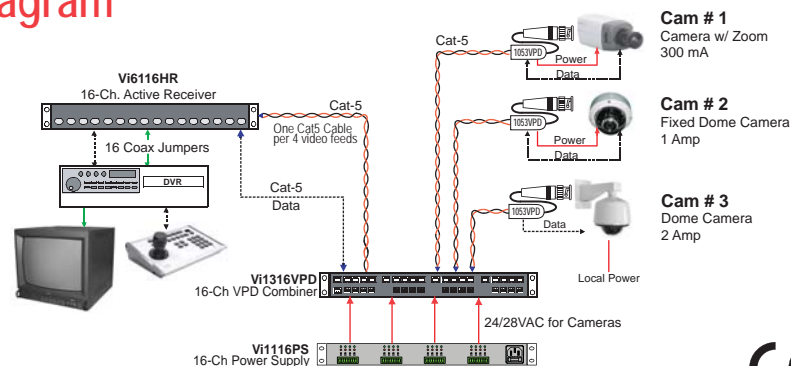 agram
Cam # 1
Camera w/ Zoom
300 mA
Cat-5
1053VPD
Power
Data
Vi6116HR
16-Ch. Active Receiver
Cat-5
One Cat5 Cable
per 4 video feeds
Cam # 2
Fixed Dome Camera
1 Amp
1053VPD
Power
Data
16 Coax Jumpers
DVR
Cat-5
Data
Cam # 3
Dome Camera
2 Amp
1053VPD
Data
Local Power
Vi1316VPD
16-Ch VPD Combiner
24/28VAC for Cameras
Vi1116PS
16-Ch Power Supply